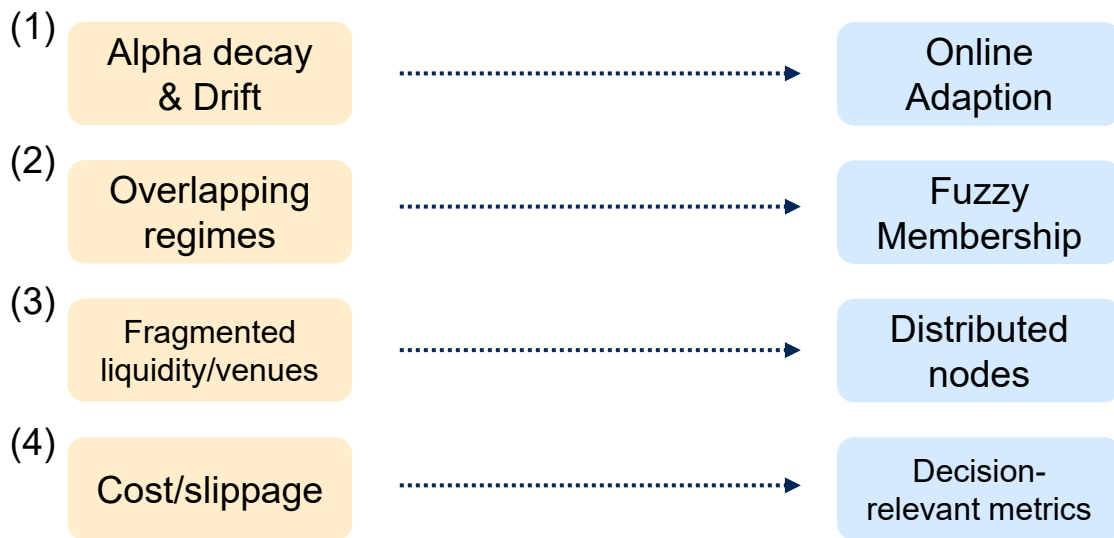 (1)
Alpha decay
& Drift
Online
Adaption
(2)
Overlapping
regimes
Fuzzy
Membership
(3)
Fragmented
liquidity/venues
Distributed
nodes
(4)
Cost/slippage
Decision-
relevant metrics